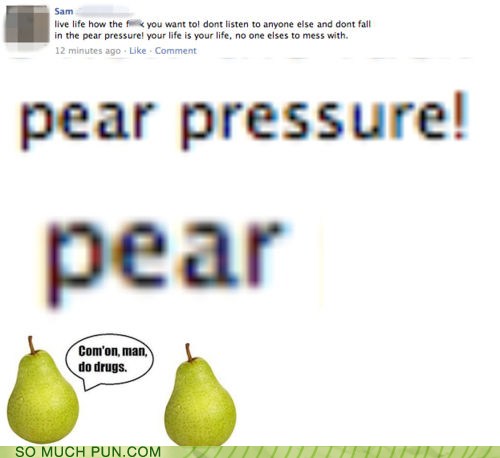 Sam
live life how the f
k you want to! dont listen to anyone else and dont fall
in the pear pressure! your life is your life, no one elses to mess with.
12 minutes ago · Like · Comment
pear pressure!
pear
Com'on, man,
do drugs.
SO MUCH PUN.COM